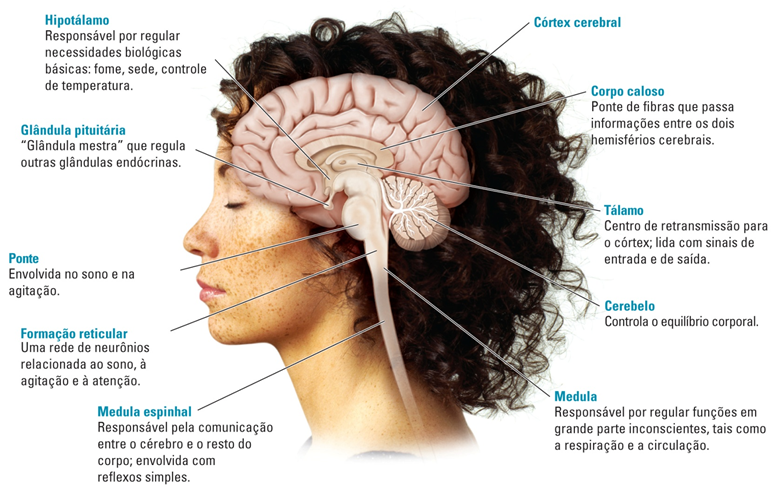 Hipotálamo
Responsável por regular
necessidades biológicas
básicas: fome, sede, controle
de temperatura.
Glândula pituitária
“Glândula mestra” que regula
outras glândulas endócrinas.
Ponte
Envolvida no sono e na
agitação.
Formação reticular
Uma rede de neurônios
relacionada ao sono, à
agitação e à atenção.
Medula espinhal
Responsável pela comunicação
entre o cérebro e o resto do
corpo; envolvida com
reflexos simples.
Córtex cerebral
Corpo caloso
Ponte de fibras que passa
informações entre os dois
hemisférios cerebrais.
Tálamo
Centro de retransmissão para
o córtex; lida com sinais de
entrada e de saída.
Cerebelo
Controla o equilíbrio corporal.
Medula
Responsável por regular funções em
grande parte inconscientes, tais como
a respiração e a circulação.